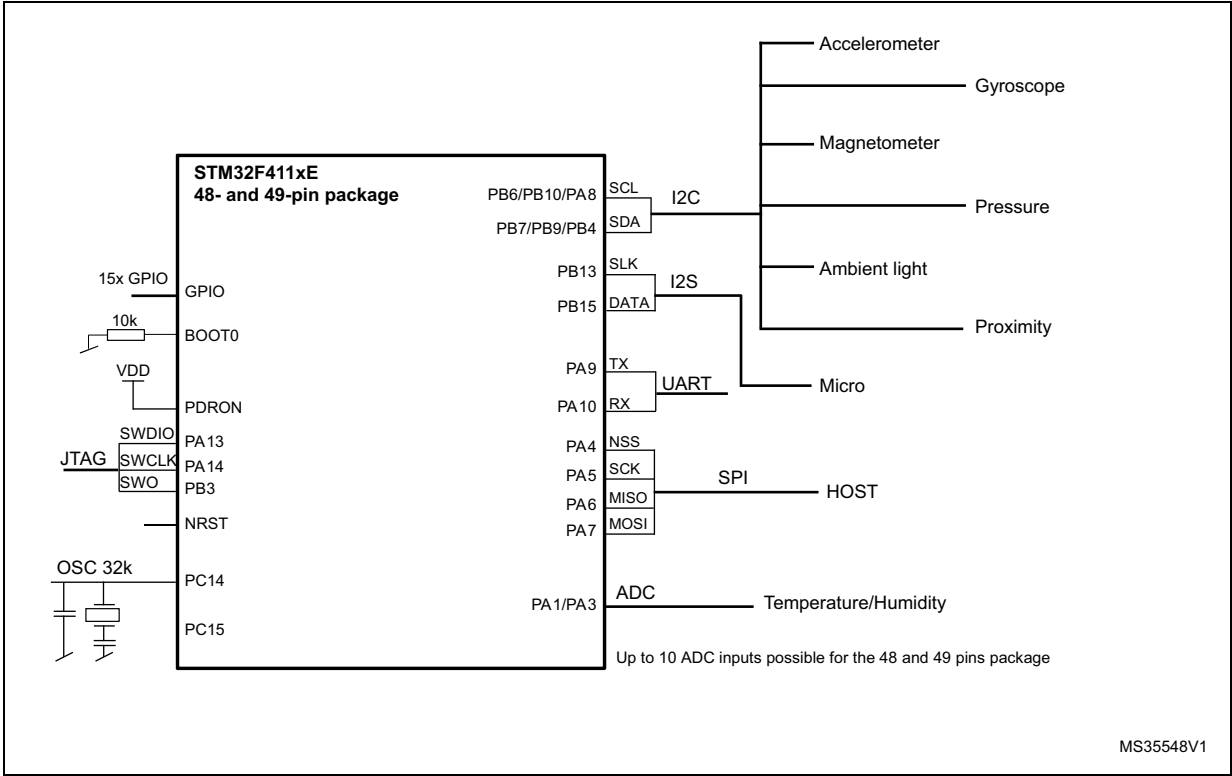 STM32F411xE
48- and 49-pin package
15x GPIO
GPIO
10k
BOOT0
VDD
PDRON
JTAG
SWDIO
PA13
SWCLK
PA14
SWO
PB3
NRST
OSC 32k
PC14
PC15
PB6/PB10/PA8
SCL
PB7/PB9/PB4
SDA
I2C
Accelerometer
Gyroscope
Magnetometer
Pressure
Ambient light
Proximity
PB13
SLK
PB15
DATA
I2S
Micro
PA9
TX
PA10
RX
UART
PA4
NSS
PA5
SCK
PA6
MISO
PA7
MOSI
SPI
HOST
PA1/PA3
ADC
Temperature/Humidity
Up to 10 ADC inputs possible for the 48 and 49 pins package
MS35548V1